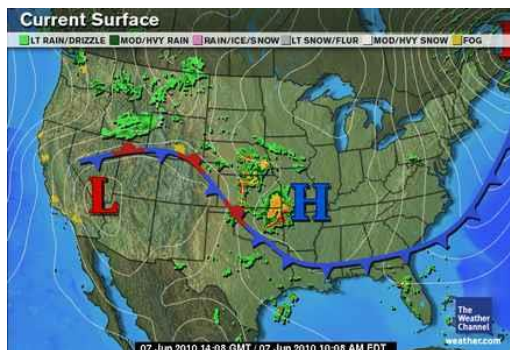 Current Surface
LT RAIN/DRIZZLE MOD/HVY RAIN RAIN/ICE/SNOW LT SNOW/FLUR MOD/HVY SNOW FOG
L
H
The
Weather
Channel
weather.com
07 Jun 2010 14:08 GMT / 07 Jun 2010 10:08 AM EDT